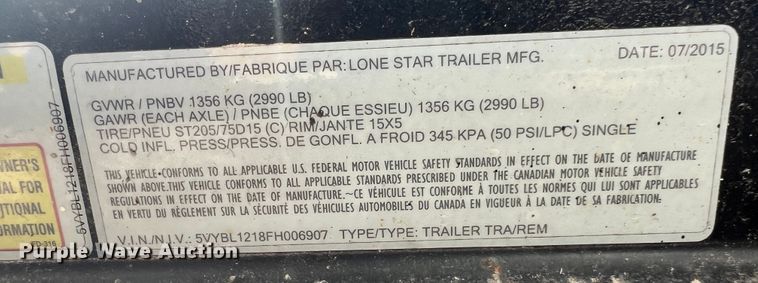 MANUFACTURED BY/FABRIQUE PAR: LONE STAR TRAILER MFG.
DATE: 07/2015
GVWR / PNBV 1356 KG (2990 LB)
GAWR (EACH AXLE) / PNBE (CHAQUE ESSIEU) 1356 KG (2990 LB)
TIRE/PNEU ST205/75D15 (C) RIM/JANTE 15X5
COLD INFL. PRESS/PRESS. DE GONFL. A FROID 345 KPA (50 PSI/LPC) SINGLE
THIS VEHICLE CONFORMS TO ALL APPLICABLE U.S. FEDERAL MOTOR VEHICLE SAFETY STANDARDS IN EFFECT ON THE DATE OF MANUFACTURE
SHOWN ABOVE.-THIS VEHICLE CONFORMS TO ALL APPLICABLE STANDARDS PRESCRIBED UNDER THE CANADIAN MOTOR VEHICLE SAFETY
REGULATIONS IN EFFECT ON THE DATE OF MANUFACTURE.--CE VÉHICULE EST CONFORME À TOUTES LES NORMES QUI LUI SONT APPLICABLES
EN VERTU DU RÈGLEMENT SUR LA SÉCURITÉ DES VÉHICULES AUTOMOBILES DU CANADA EN VIGUEUR À LA DATE DE SA FABRICATION.
V.I.N./N.I.V.: 5VYBL1218FH006907 TYPE/TYPE: TRAILER TRA/REM
5VYBL1218FH006907
OWNER'S
FOR
INFORMATION
Purple Wave Auction